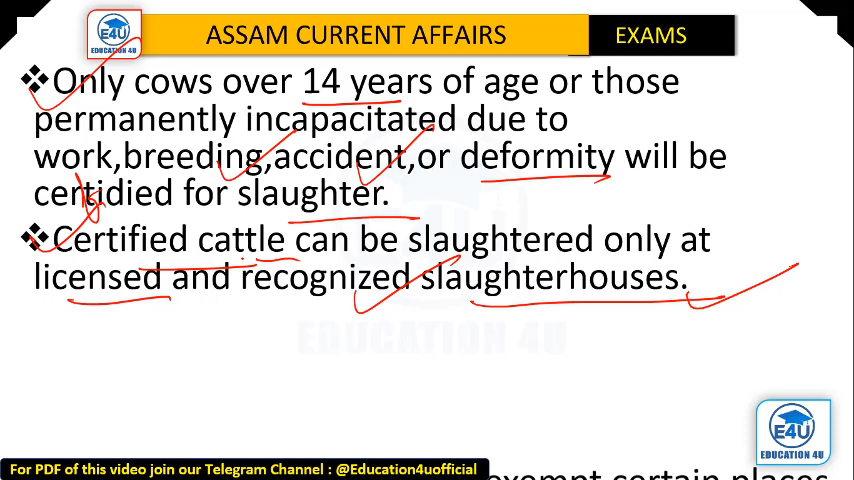 E4U
EDUCATION 4U
ASSAM CURRENT AFFAIRS
EXAMS
❖Only cows over 14 years of age or those
permanently incapacitated due to
work,breeding,accident,or deformity will be
certidied for slaughter.
❖Certified cattle can be slaughtered only at
licensed and recognized slaughterhouses.
EDUCATION 4U
E4U
EDUCATION 4U
For PDF of this video join our Telegram Channel : @Education4uofficial
exempt certain places